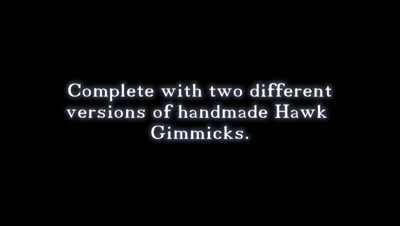 Complete with two different
versions of handmade Hawk
Gimmicks.